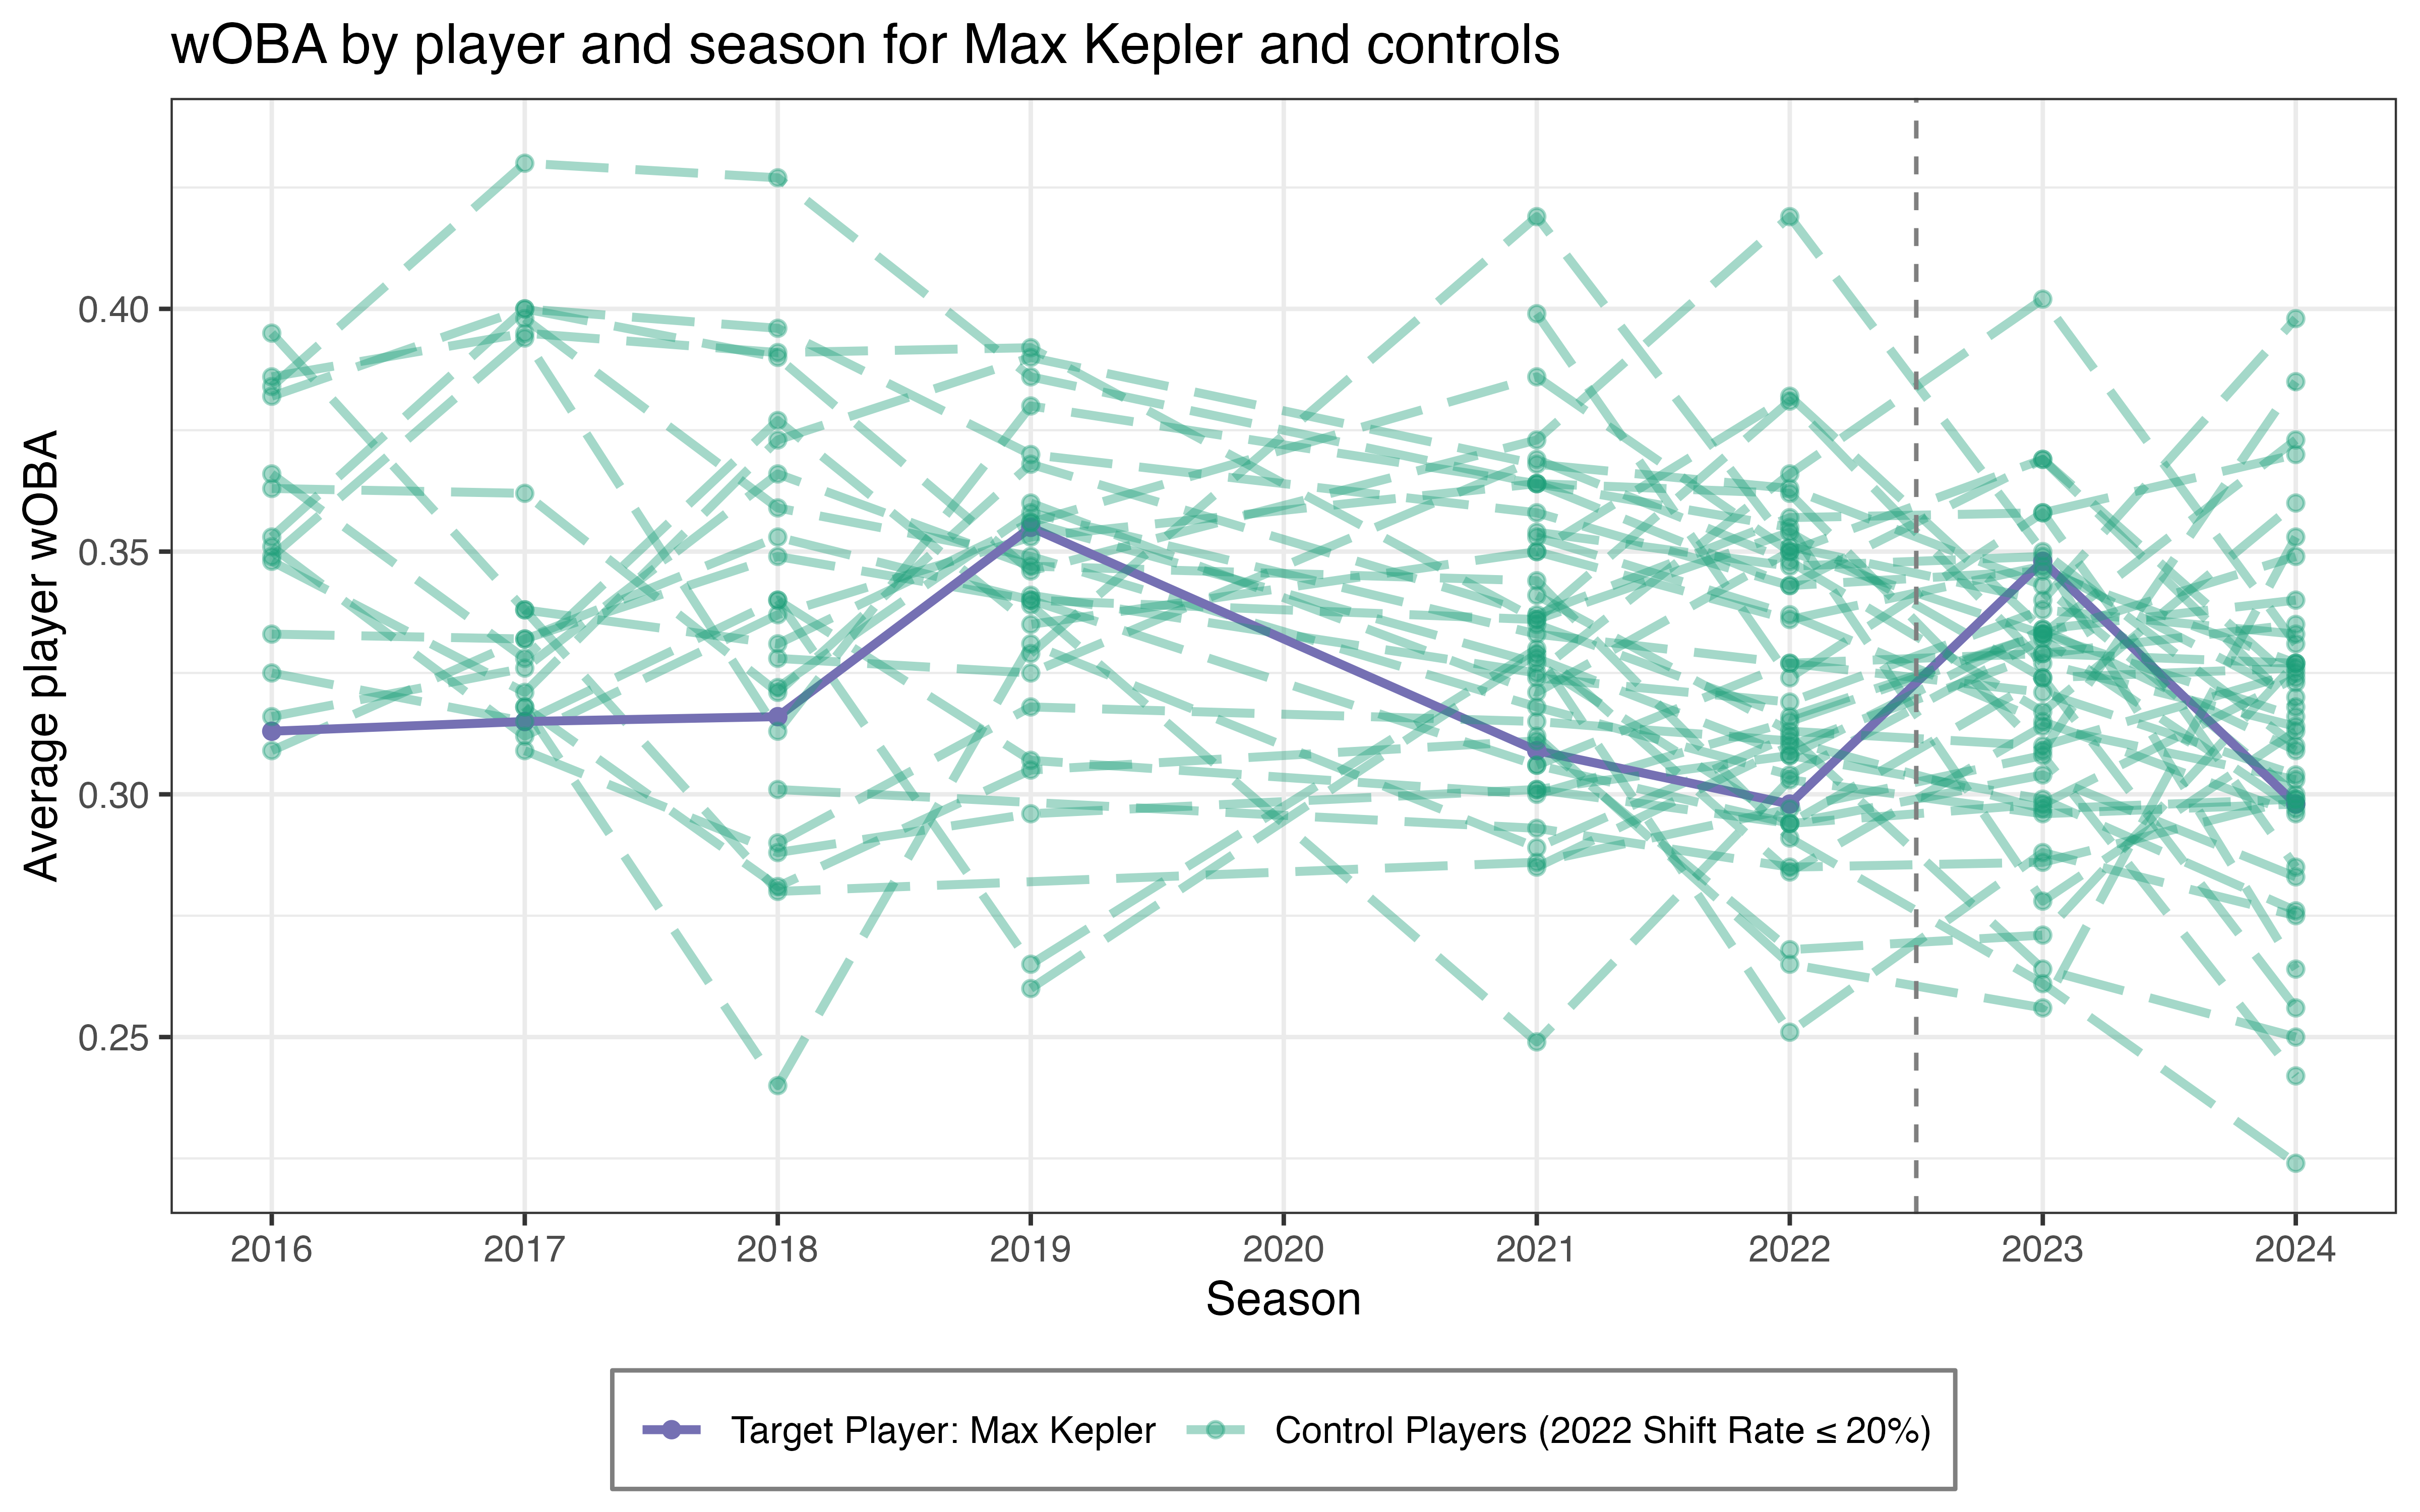 wOBA by player and season for Max Kepler and controls
Average player wOBA
0.40
0.35
0.30
0.25
2016 2017 2018 2019 2020 2021 2022 2023 2024
Season
Target Player: Max Kepler Control Players (2022 Shift Rate ≤ 20%)